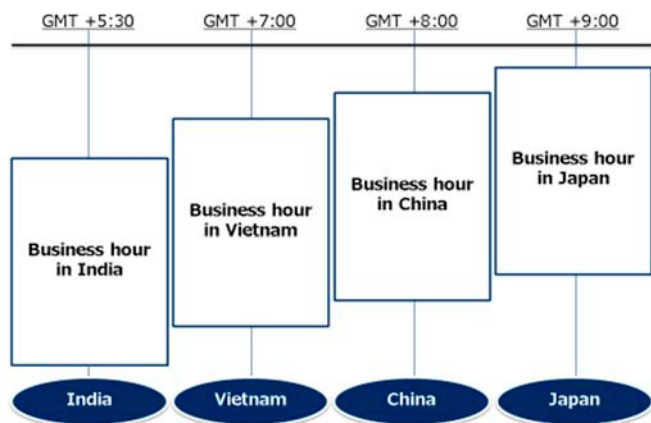 GMT +5:30 GMT +7:00 GMT +8:00 GMT +9:00
Business hour
in India
Business hour
in Vietnam
Business hour
in China
Business hour
in Japan
India Vietnam China Japan